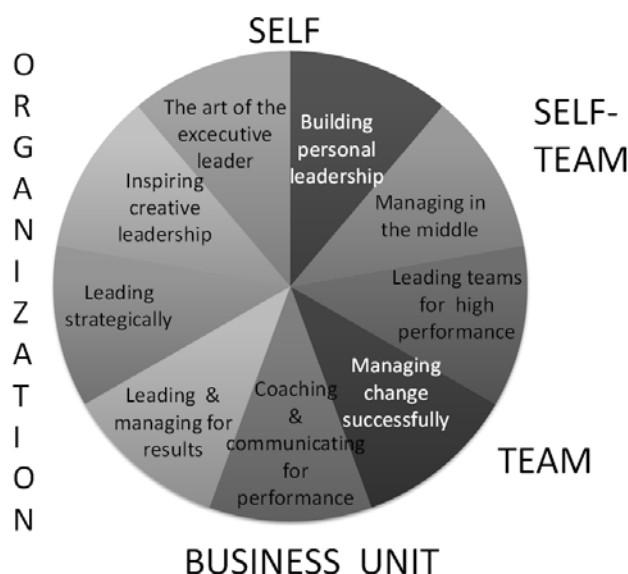 SELF
ORGANIZATION
SELF-
TEAM
TEAM
BUSINESS UNIT
Building
personal
leadership
Managing in
the middle
Leading teams
for high
performance
Managing
change
successfully
Coaching
&
communicating
for
performance
Leading &
managing for
results
Leading
strategically
Inspiring
creative
leadership
The art of the
excecutive
leader